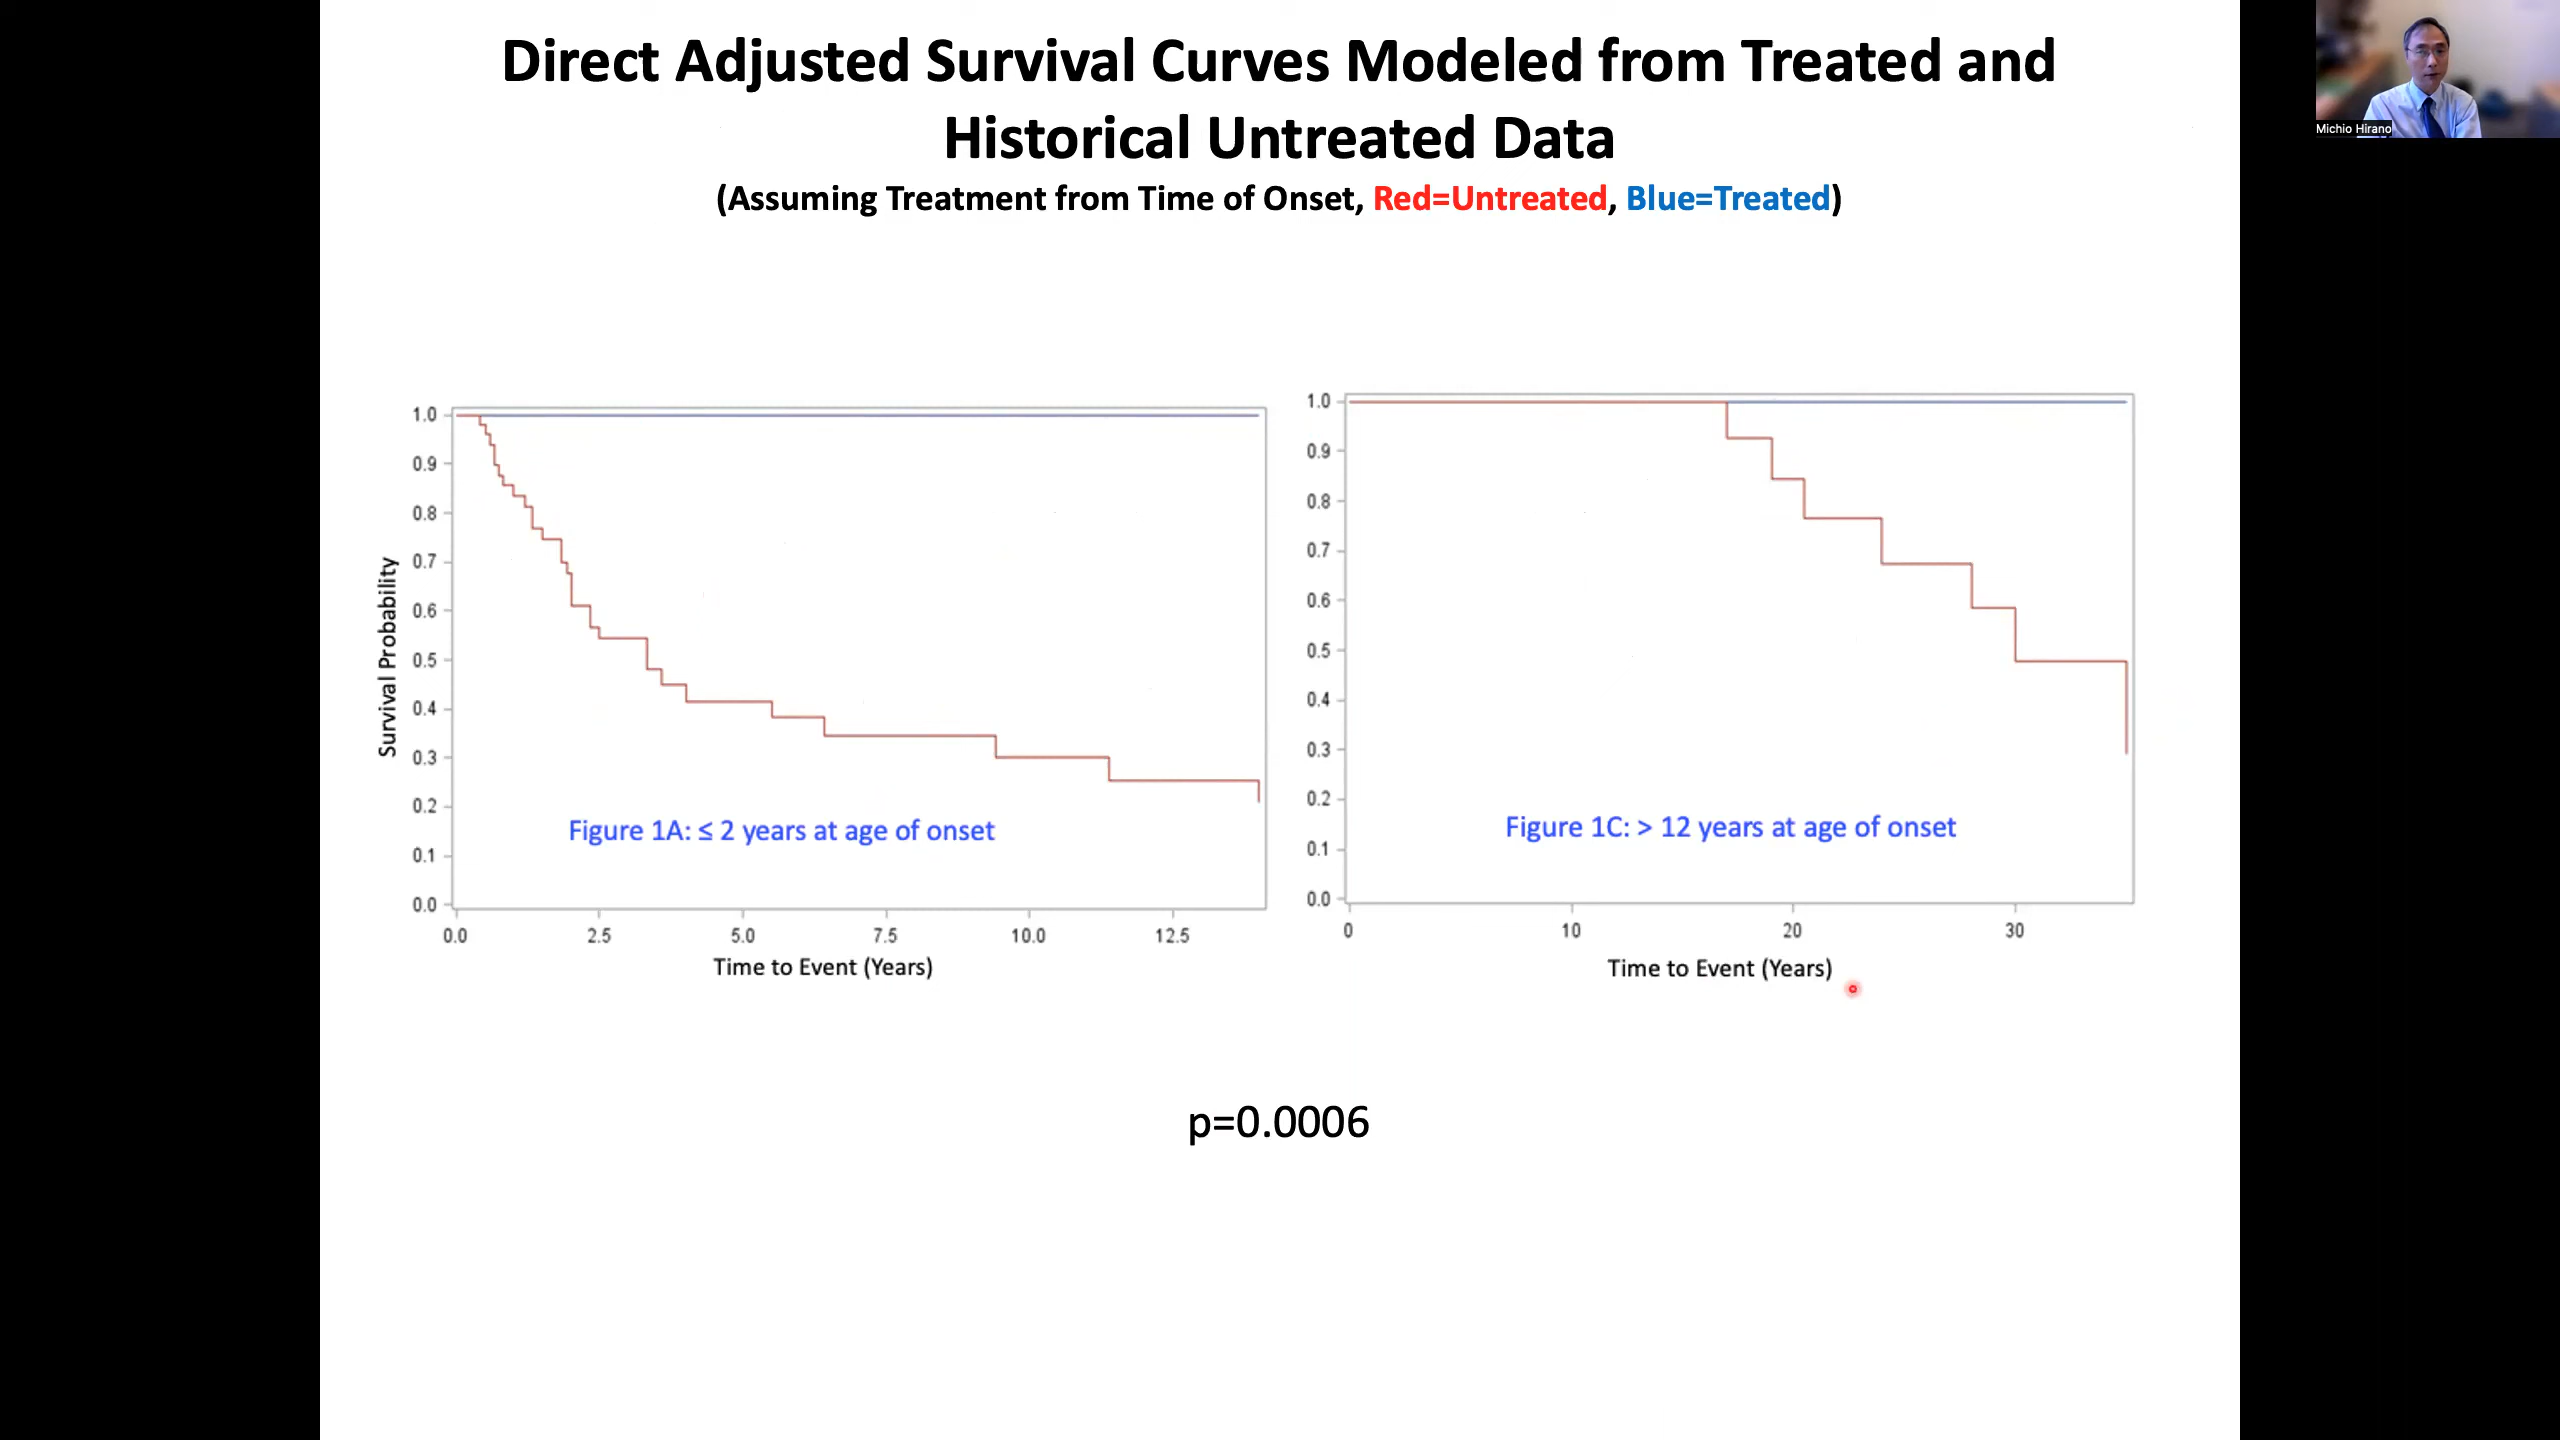 Direct Adjusted Survival Curves Modeled from Treated and
Historical Untreated Data
(Assuming Treatment from Time of Onset, Red=Untreated, Blue=Treated)
Michio Hirano
Survival Probability
1.0
0.9
0.8
0.7
0.6
0.5
0.4
0.3
0.2
0.1
0.0
0.0 2.5 5.0 7.5 10.0 12.5
Time to Event (Years)
Figure 1A: ≤ 2 years at age of onset
1.0
0.9
0.8
0.7
0.6
0.5
0.4
0.3
0.2
0.1
0.0
0 10 20 30
Time to Event (Years)
Figure 1C: > 12 years at age of onset
p=0.0006